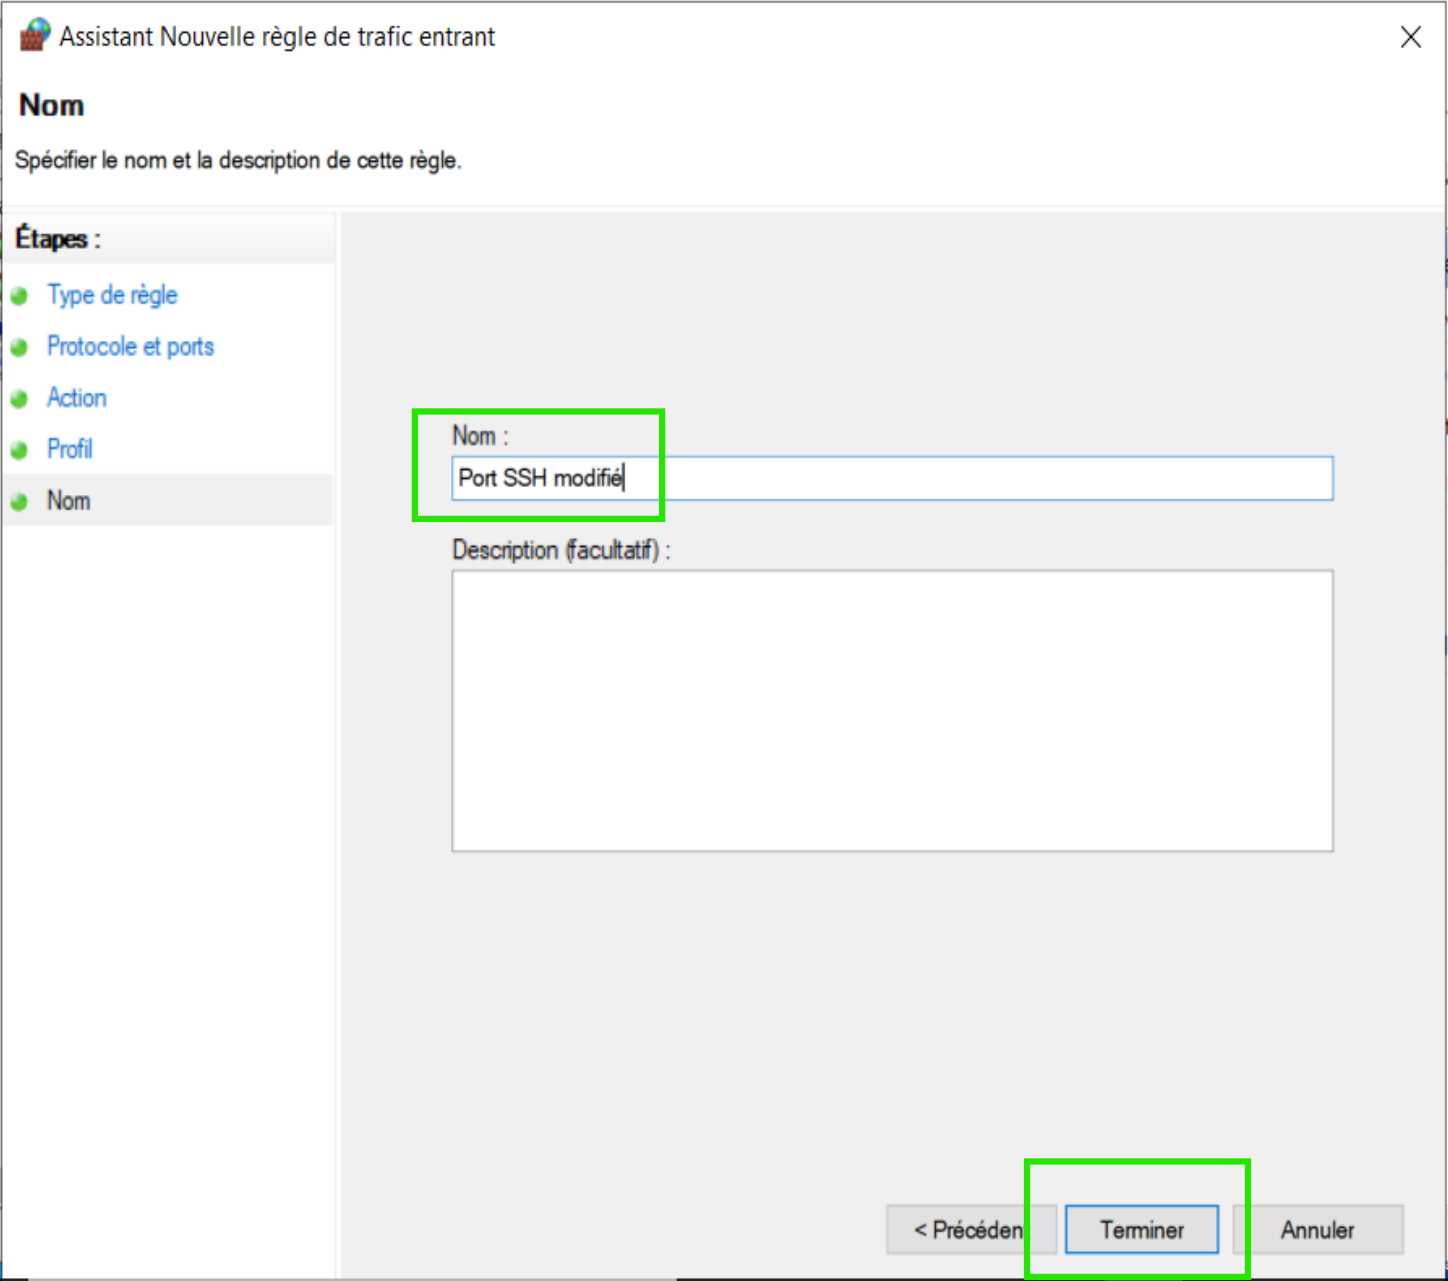 Assistant Nouvelle règle de trafic entrant
Nom
Spécifier le nom et la description de cette règle.
Étapes :
Type de règle
Protocole et ports
Action
Profil
Nom
Nom :
Port SSH modifié
Description (facultatif) :
< Précéden
Terminer
Annuler